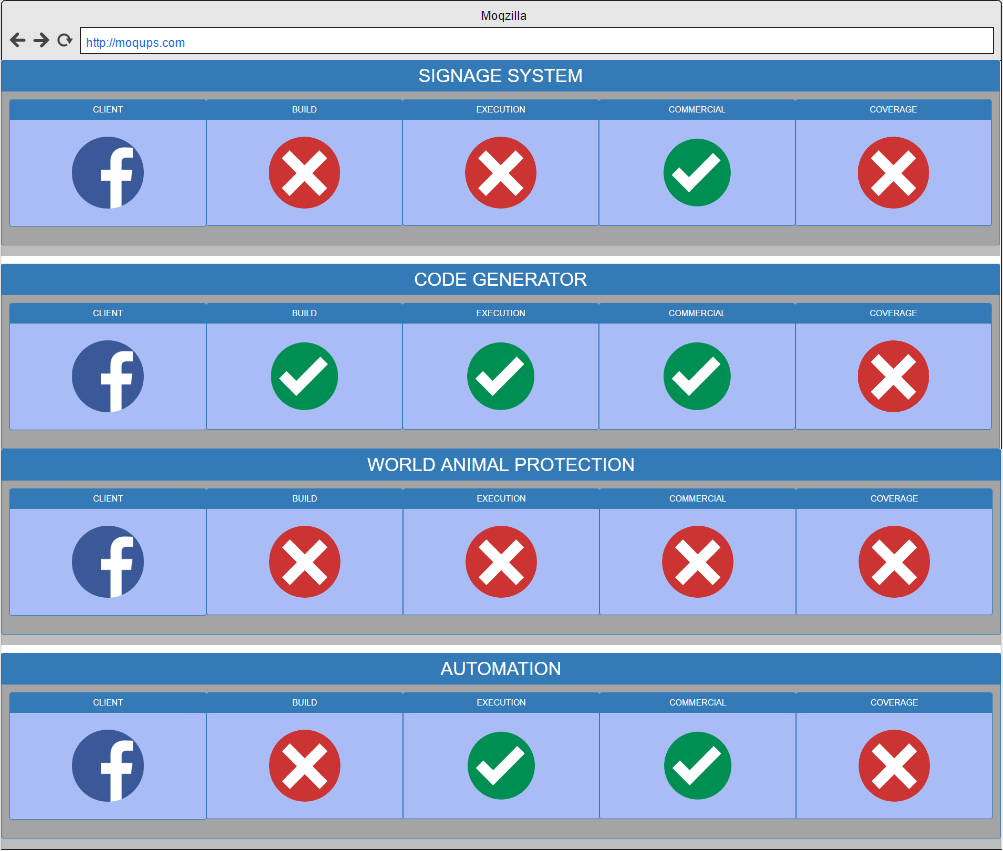 Moqzilla
http://moqups.com
SIGNAGE SYSTEM
CLIENT BUILD EXECUTION COMMERCIAL COVERAGE
CODE GENERATOR
CLIENT BUILD EXECUTION COMMERCIAL COVERAGE
WORLD ANIMAL PROTECTION
CLIENT BUILD EXECUTION COMMERCIAL COVERAGE
AUTOMATION
CLIENT BUILD EXECUTION COMMERCIAL COVERAGE